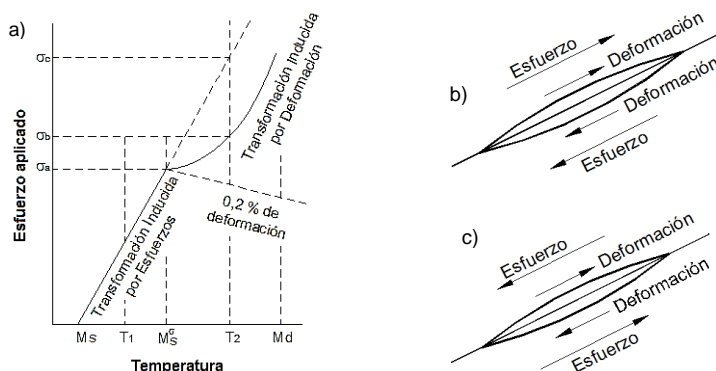 a)
σc
σb
σa
Esfuerzo aplicado
Transformación Inducida
por Esfuerzos
Transformación Inducida
por Deformación
0,2 % de
deformación
Ms
T1
Msσ
T2
Md
Temperatura
b)
Esfuerzo
Deformación
Deformación
Esfuerzo
c)
Esfuerzo
Deformación
Deformación
Esfuerzo